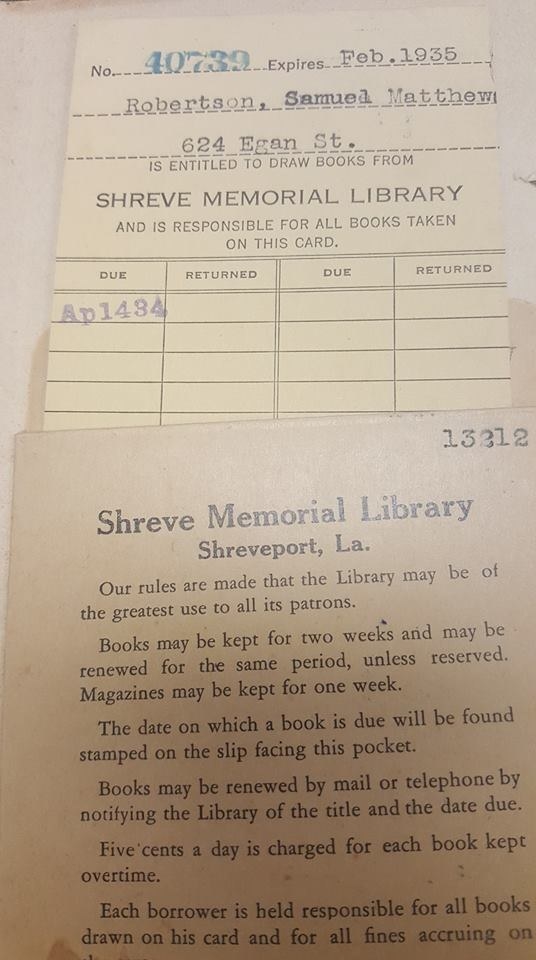 No. 40739 Expires Feb. 1935
Robertson, Samuel Matthew
624 Egan St.
IS ENTITLED TO DRAW BOOKS FROM
SHREVE MEMORIAL LIBRARY
AND IS RESPONSIBLE FOR ALL BOOKS TAKEN
ON THIS CARD.
DUE RETURNED DUE RETURNED
Ap1434
13212
Shreve Memorial Library
Shreveport, La.
Our rules are made that the Library may be of
the greatest use to all its patrons.
Books may be kept for two weeks and may be
renewed for the same period, unless reserved.
Magazines may be kept for one week.
The date on which a book is due will be found
stamped on the slip facing this pocket.
Books may be renewed by mail or telephone by
notifying the Library of the title and the date due.
Five cents a day is charged for each book kept
overtime.
Each borrower is held responsible for all books
drawn on his card and for all fines accruing on